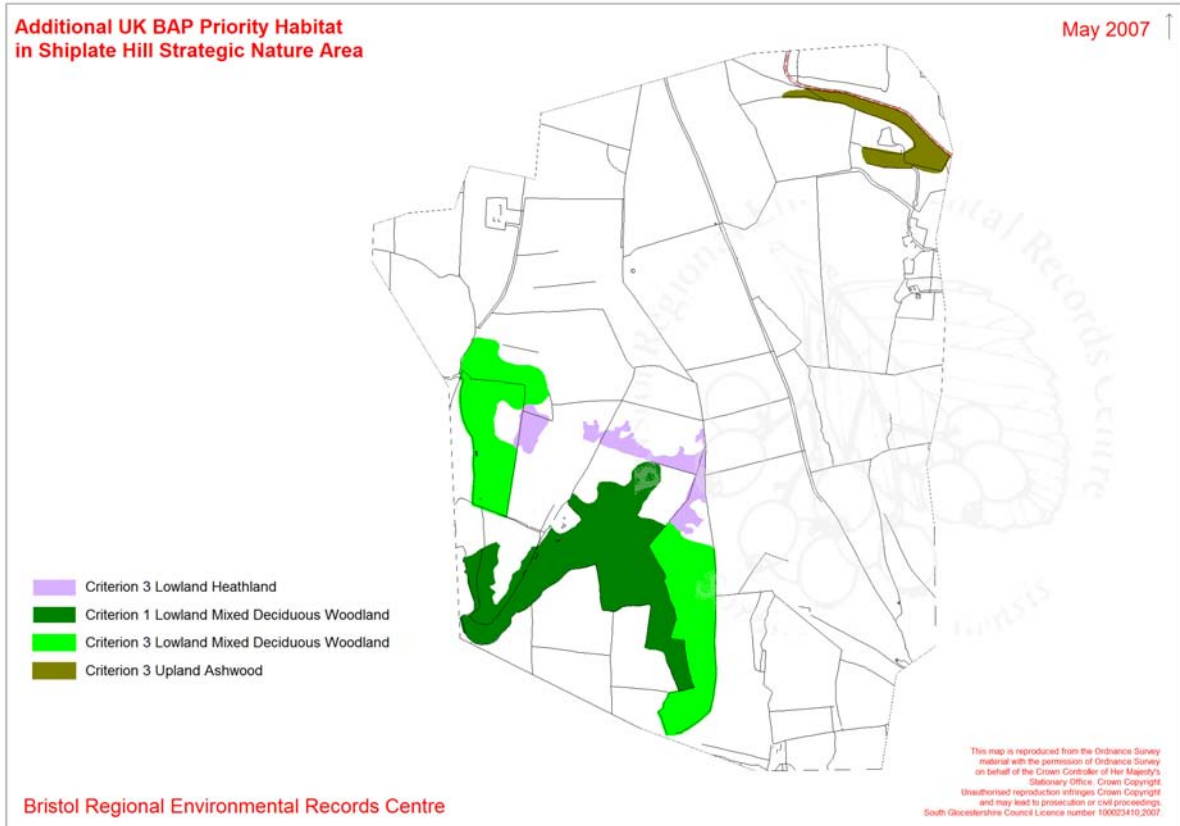 Additional UK BAP Priority Habitat
in Shiplate Hill Strategic Nature Area
May 2007
Criterion 3 Lowland Heathland
Criterion 1 Lowland Mixed Deciduous Woodland
Criterion 3 Lowland Mixed Deciduous Woodland
Criterion 3 Upland Ashwood
Bristol Regional Environmental Records Centre
This map is reproduced from the Ordnance Survey
material with the permission of Ordnance Survey
on behalf of the Crown Controller of Her Majesty's
Stationary Office. Crown Copyright.
Unauthorised reproduction infringes Crown Copyright
and may lead to prosecution or civil proceedings.
South Glocestershire Council Licence number 100023410,2007.